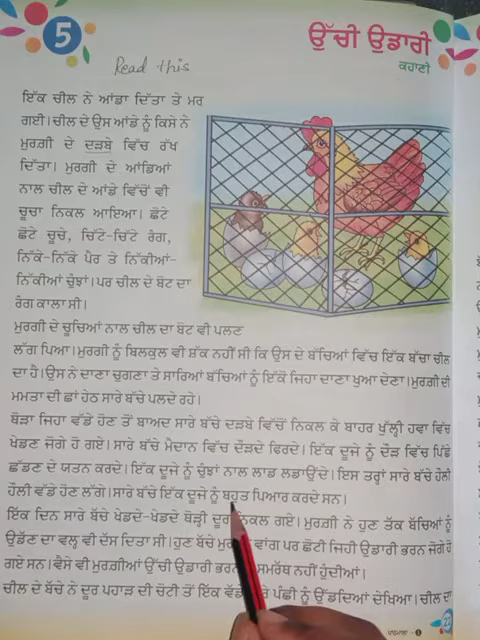 5
ਉੱਚੀ ਉਡਾਰੀ
ਕਹਾਣੀ
Read this
ਇੱਕ ਚੀਲ ਨੇ ਆਂਡਾ ਦਿੱਤਾ ਤੇ ਮਰ
ਗਈ। ਚੀਲ ਦੇ ਉਸ ਆਂਡੇ ਨੂੰ ਕਿਸੇ ਨੇ
ਮੁਰਗ਼ੀ ਦੇ ਦੜਬੇ ਵਿੱਚ ਰੱਖ
ਦਿੱਤਾ। ਮੁਰਗੀ ਦੇ ਆਂਡਿਆਂ
ਨਾਲ ਚੀਲ ਦੇ ਆਂਡੇ ਵਿੱਚੋਂ ਵੀ
ਚੂਚਾ ਨਿਕਲ ਆਇਆ। ਛੋਟੇ
ਛੋਟੇ ਚੂਚੇ, ਚਿੱਟੇ-ਚਿੱਟੇ ਰੰਗ,
ਨਿੱਕੇ-ਨਿੱਕੇ ਪੈਰ ਤੇ ਨਿੱਕੀਆਂ-
ਨਿੱਕੀਆਂ ਚੁੰਝਾਂ। ਪਰ ਚੀਲ ਦੇ ਬੋਟ ਦਾ
ਰੰਗ ਕਾਲਾ ਸੀ।
ਮੁਰਗੀ ਦੇ ਚੂਚਿਆਂ ਨਾਲ ਚੀਲ ਦਾ ਬੋਟ ਵੀ ਪਲਣ
ਲੱਗ ਪਿਆ। ਮੁਰਗੀ ਨੂੰ ਬਿਲਕੁਲ ਵੀ ਸ਼ੱਕ ਨਹੀਂ ਸੀ ਕਿ ਉਸ ਦੇ ਬੱਚਿਆਂ ਵਿੱਚ ਇੱਕ ਬੱਚਾ ਚੀਲ
ਦਾ ਹੈ। ਉਸ ਨੇ ਦਾਣਾ ਚੁਗਣਾ ਤੇ ਸਾਰਿਆਂ ਬੱਚਿਆਂ ਨੂੰ ਇੱਕੋ ਜਿਹਾ ਦਾਣਾ ਖੁਆ ਦੇਣਾ। ਮੁਰਗੀ ਦੀ
ਮਮਤਾ ਦੀ ਛਾਂ ਹੇਠ ਸਾਰੇ ਬੱਚੇ ਪਲਦੇ ਰਹੇ।
ਥੋੜਾ ਜਿਹਾ ਵੱਡੇ ਹੋਣ ਤੋਂ ਬਾਅਦ ਸਾਰੇ ਬੱਚੇ ਦੜਬੇ ਵਿੱਚੋਂ ਨਿਕਲ ਕੇ ਬਾਹਰ ਖੁੱਲ੍ਹੀ ਹਵਾ ਵਿੱਚ
ਖੇਡਣ ਜੋਗੇ ਹੋ ਗਏ। ਸਾਰੇ ਬੱਚੇ ਮੈਦਾਨ ਵਿੱਚ ਦੌੜਦੇ ਫਿਰਦੇ। ਇੱਕ ਦੂਜੇ ਨੂੰ ਦੌੜ ਵਿੱਚ ਪਿੱਛੇ
ਛੱਡਣ ਦੇ ਯਤਨ ਕਰਦੇ। ਇੱਕ ਦੂਜੇ ਨੂੰ ਚੁੰਝਾਂ ਨਾਲ ਲਾਡ ਲਡਾਉਂਦੇ। ਇਸ ਤਰ੍ਹਾਂ ਸਾਰੇ ਬੱਚੇ ਹੌਲੀ
ਹੌਲੀ ਵੱਡੇ ਹੋਣ ਲੱਗੇ। ਸਾਰੇ ਬੱਚੇ ਇੱਕ ਦੂਜੇ ਨੂੰ ਬਹੁਤ ਪਿਆਰ ਕਰਦੇ ਸਨ।
ਇੱਕ ਦਿਨ ਸਾਰੇ ਬੱਚੇ ਖੇਡਦੇ-ਖੇਡਦੇ ਥੋੜ੍ਹੀ ਦੂਰ ਨਿਕਲ ਗਏ। ਮੁਰਗੀ ਨੇ ਹੁਣ ਤੱਕ ਬੱਚਿਆਂ ਨੂੰ
ਉਡੱਣ ਦਾ ਵਲ੍ਹ ਵੀ ਦੱਸ ਦਿਤਾ ਸੀ। ਹੁਣ ਬੱਚੇ ਵਾਂਗ ਪਰ ਛੋਟੀ ਜਿਹੀ ਉਡਾਰੀ ਭਰਨ ਜੋਗੇ ਹੋ
ਗਏ ਸਨ। ਵੈਸੇ ਵੀ ਮੁਰਗੀਆਂ ਉੱਚੀ ਉਡਾਰੀ ਸਮਰੱਥ ਨਹੀਂ ਹੁੰਦੀਆਂ।
ਚੀਲ ਦੇ ਬੱਚੇ ਨੇ ਦੂਰ ਪਹਾੜ ਦੀ ਚੋਟੀ ਤੋਂ ਇੱਕ ਪੰਛੀ ਨੂੰ ਉੱਡਦਿਆਂ ਦੇਖਿਆ। ਚੀਲ ਦਾ